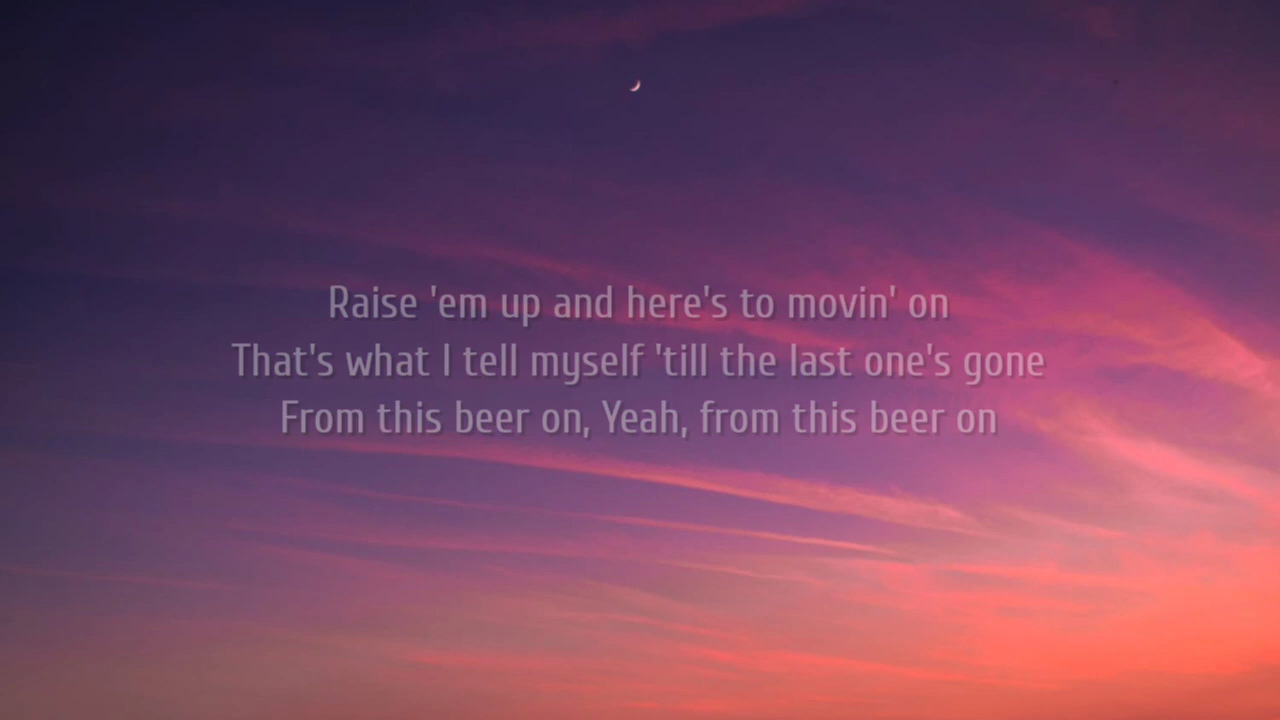 Raise 'em up and here's to movin' on
That's what I tell myself 'till the last one's gone
From this beer on, Yeah, from this beer on